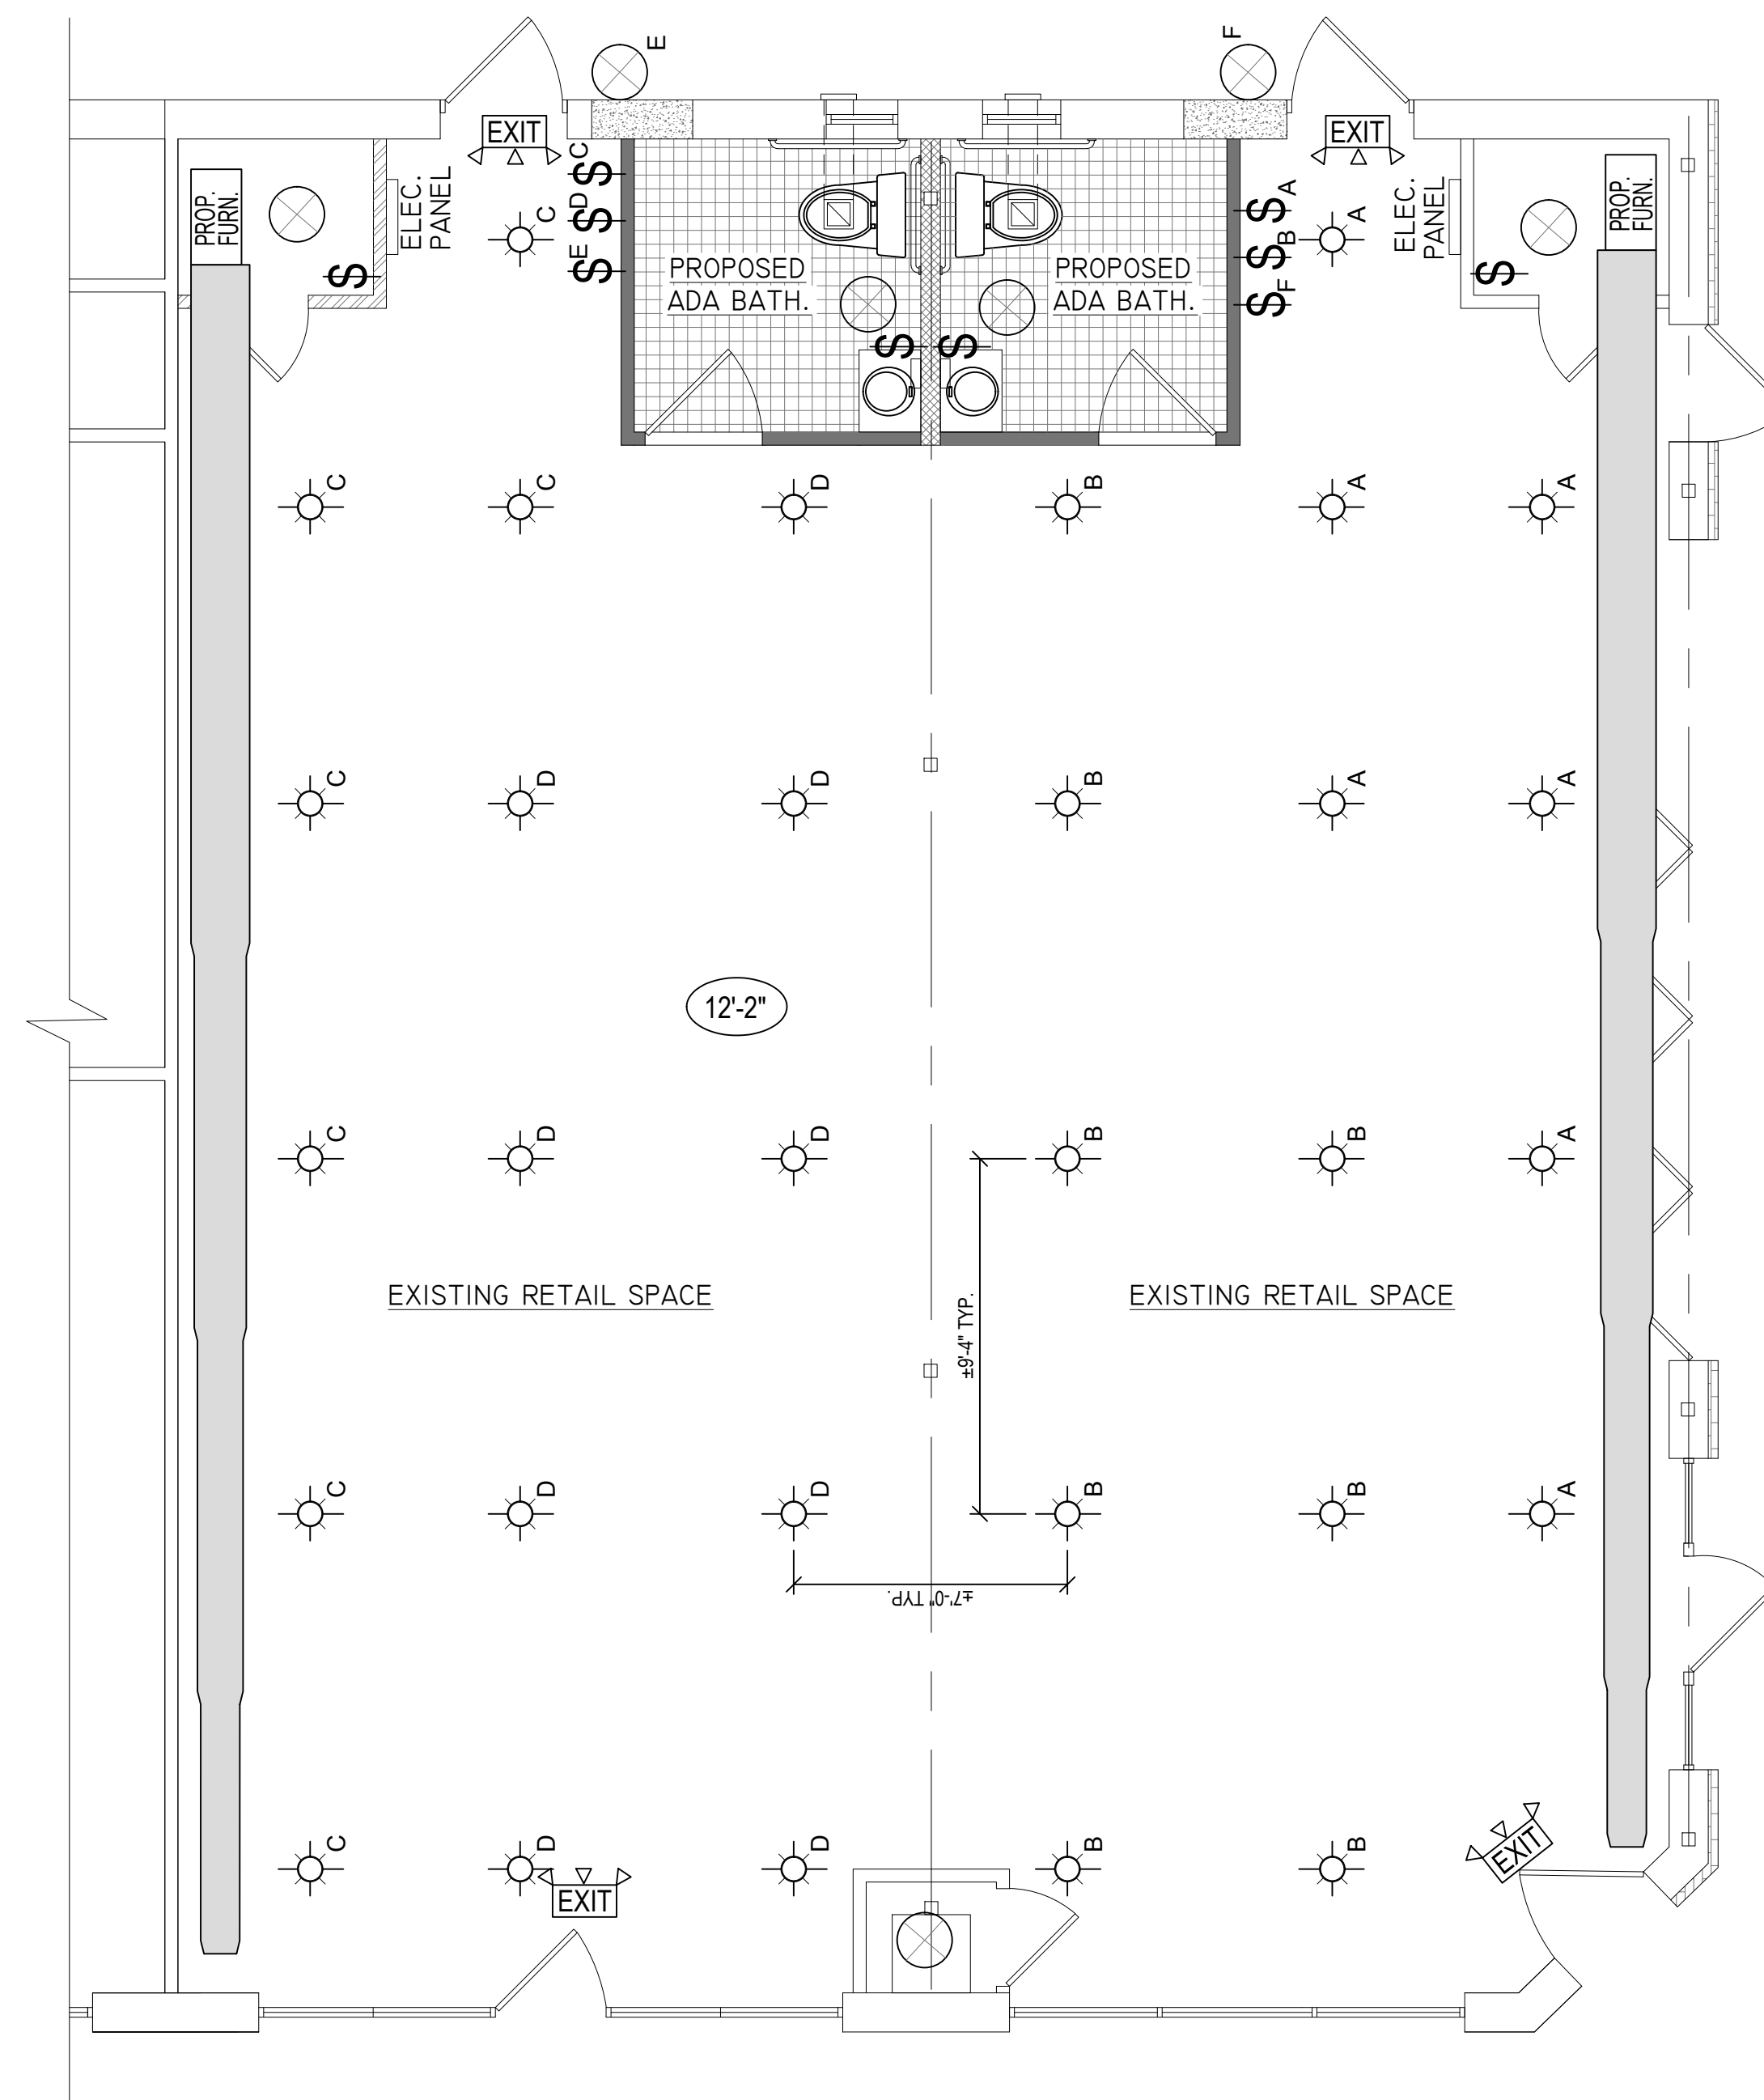 E
F
EXIT
EXIT
C
D
E
C
A
B
F
A
PROP.
FURN.
ELEC.
PANEL
PROPOSED
ADA BATH.
PROPOSED
ADA BATH.
ELEC.
PANEL
PROP.
FURN.
$
$
$
$
$
$
$
$
$
$
C
C
D
B
A
A
C
D
D
B
A
A
12'-2"
C
D
D
B
B
A
EXISTING RETAIL SPACE
±9'-4" TYP.
EXISTING RETAIL SPACE
C
D
D
B
B
A
±7'-0" TYP.
C
D
D
B
B
EXIT
EXIT